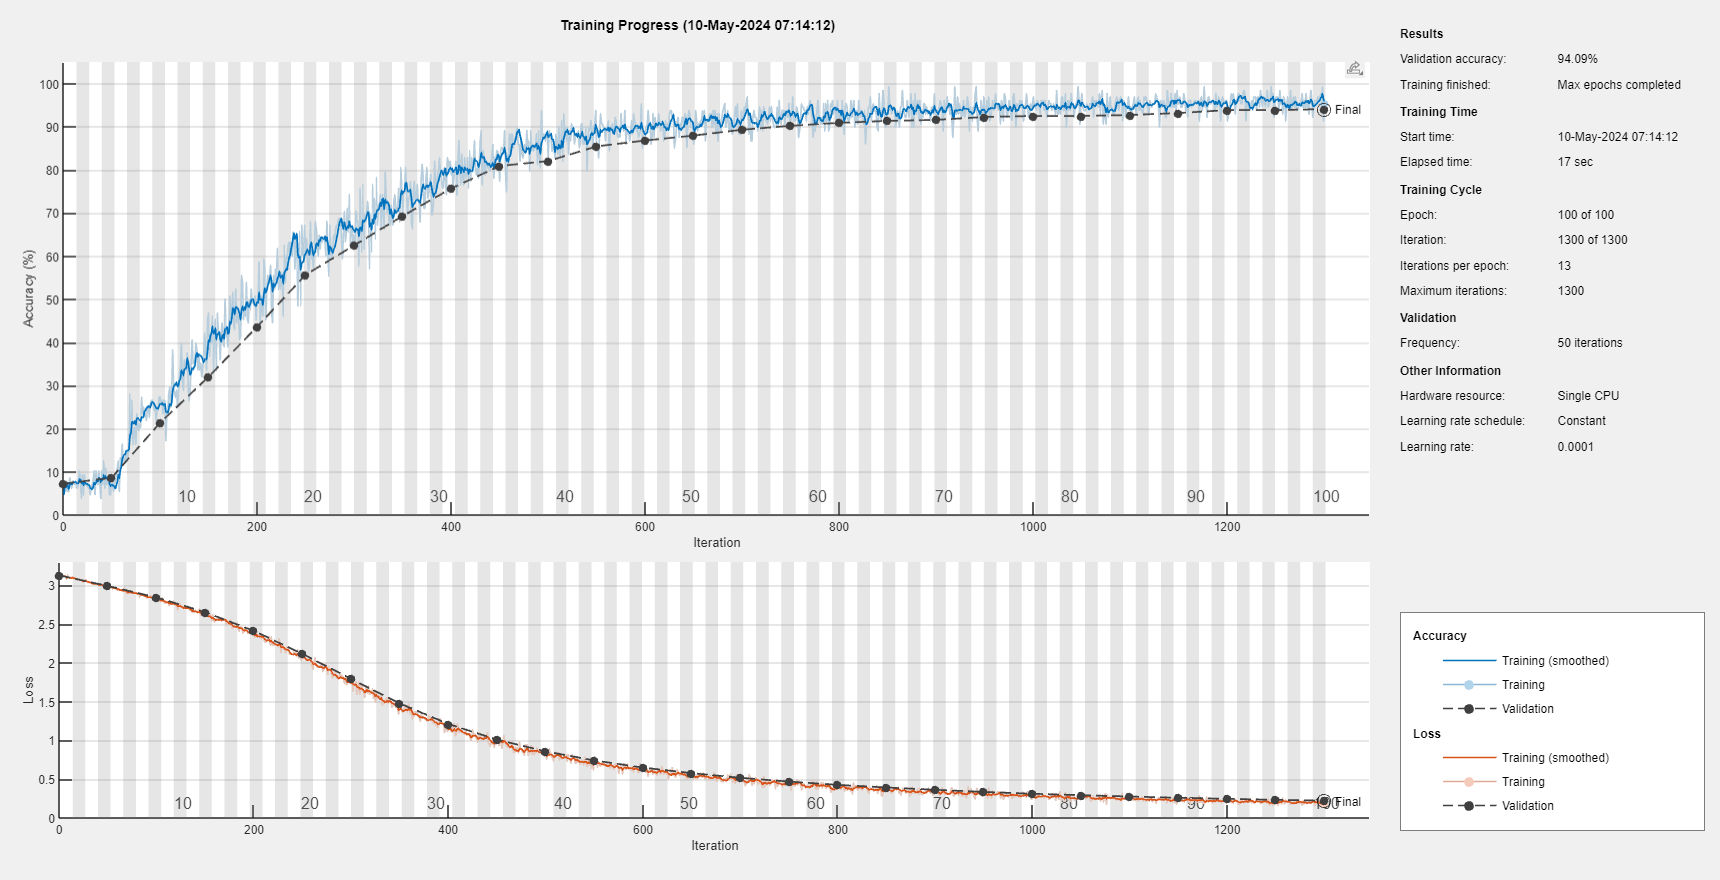 Training Progress (10-May-2024 07:14:12)
Accuracy (%)
100
90
80
70
60
50
40
30
20
10
0
10 20 30 40 50 60 70 80 90 100
0 200 400 600 800 1000 1200
Iteration
Final
Loss
3
2.5
2
1.5
1
0.5
0
10 20 30 40 50 60 70 80 90 100
0 200 400 600 800 1000 1200
Iteration
Final
Results
Validation accuracy: 94.09%
Training finished: Max epochs completed
Training Time
Start time: 10-May-2024 07:14:12
Elapsed time: 17 sec
Training Cycle
Epoch: 100 of 100
Iteration: 1300 of 1300
Iterations per epoch: 13
Maximum iterations: 1300
Validation
Frequency: 50 iterations
Other Information
Hardware resource: Single CPU
Learning rate schedule: Constant
Learning rate: 0.0001
Accuracy
Training (smoothed)
Training
Validation
Loss
Training (smoothed)
Training
Validation